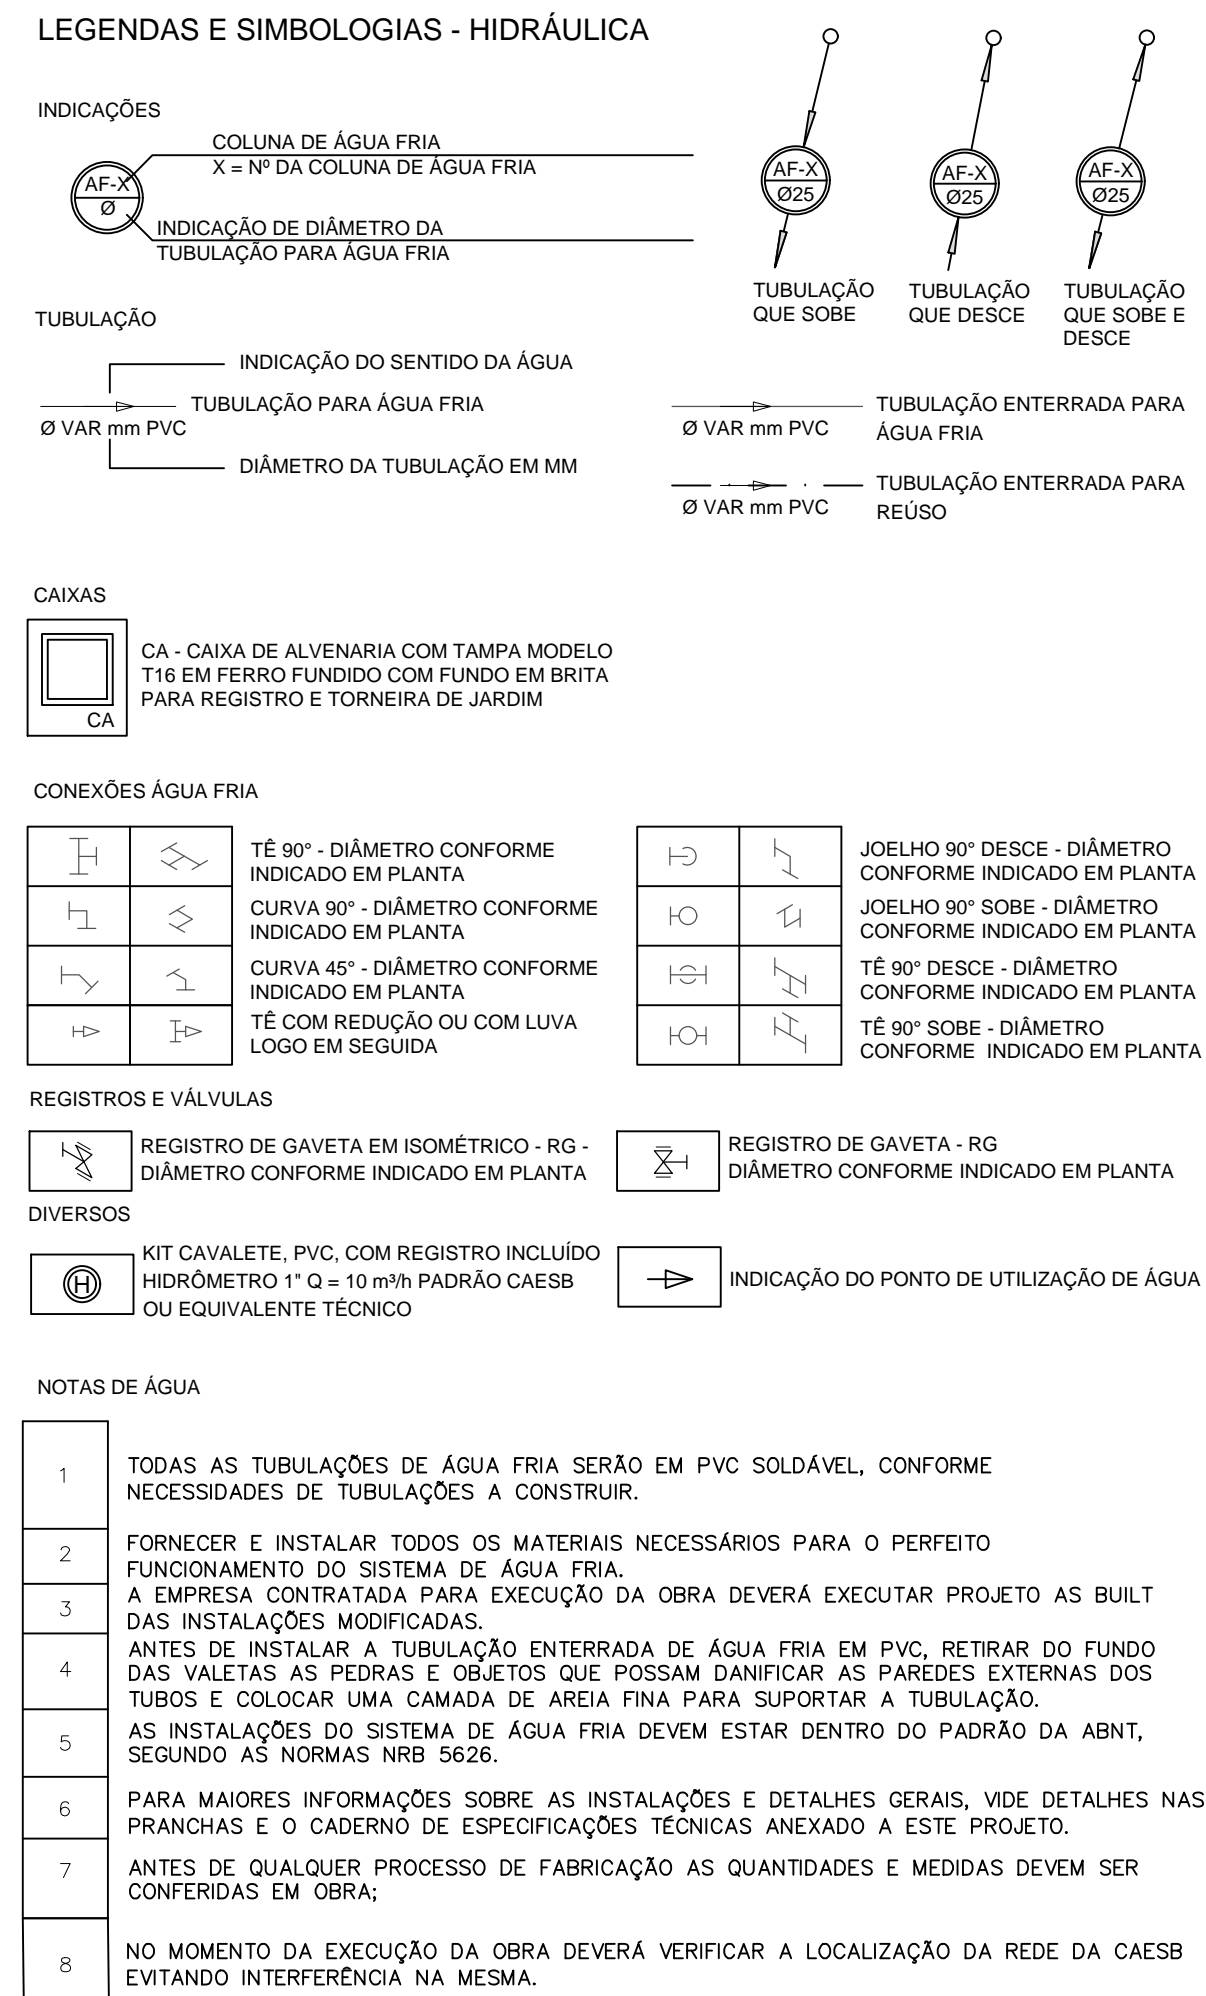 LEGENDAS E SIMBOLOGIAS - HIDRÁULICA
INDICAÇÕES
COLUNA DE ÁGUA FRIA
X = Nº DA COLUNA DE ÁGUA FRIA
AF-X
Ø
INDICAÇÃO DE DIÂMETRO DA
TUBULAÇÃO PARA ÁGUA FRIA
AF-X
Ø25
TUBULAÇÃO
QUE SOBE
AF-X
Ø25
TUBULAÇÃO
QUE DESCE
AF-X
Ø25
TUBULAÇÃO
QUE SOBE E
DESCE
TUBULAÇÃO
INDICAÇÃO DO SENTIDO DA ÁGUA
TUBULAÇÃO PARA ÁGUA FRIA
Ø VAR mm PVC
DIÂMETRO DA TUBULAÇÃO EM MM
TUBULAÇÃO ENTERRADA PARA
Ø VAR mm PVC
ÁGUA FRIA
TUBULAÇÃO ENTERRADA PARA
Ø VAR mm PVC
REÚSO
CAIXAS
CA
CA - CAIXA DE ALVENARIA COM TAMPA MODELO
T16 EM FERRO FUNDIDO COM FUNDO EM BRITA
PARA REGISTRO E TORNEIRA DE JARDIM
CONEXÕES ÁGUA FRIA
TÊ 90° - DIÂMETRO CONFORME
INDICADO EM PLANTA
CURVA 90° - DIÂMETRO CONFORME
INDICADO EM PLANTA
CURVA 45° - DIÂMETRO CONFORME
INDICADO EM PLANTA
TÊ COM REDUÇÃO OU COM LUVA
LOGO EM SEGUIDA
JOELHO 90° DESCE - DIÂMETRO
CONFORME INDICADO EM PLANTA
JOELHO 90° SOBE - DIÂMETRO
CONFORME INDICADO EM PLANTA
TÊ 90° DESCE - DIÂMETRO
CONFORME INDICADO EM PLANTA
TÊ 90° SOBE - DIÂMETRO
CONFORME INDICADO EM PLANTA
REGISTROS E VÁLVULAS
REGISTRO DE GAVETA EM ISOMÉTRICO - RG -
DIÂMETRO CONFORME INDICADO EM PLANTA
REGISTRO DE GAVETA - RG
DIÂMETRO CONFORME INDICADO EM PLANTA
DIVERSOS
H
KIT CAVALETE, PVC, COM REGISTRO INCLUÍDO
HIDRÔMETRO 1" Q = 10 m³/h PADRÃO CAESB
OU EQUIVALENTE TÉCNICO
INDICAÇÃO DO PONTO DE UTILIZAÇÃO DE ÁGUA
NOTAS DE ÁGUA
1
TODAS AS TUBULAÇÕES DE ÁGUA FRIA SERÃO EM PVC SOLDÁVEL, CONFORME
NECESSIDADES DE TUBULAÇÕES A CONSTRUIR.
2
FORNECER E INSTALAR TODOS OS MATERIAIS NECESSÁRIOS PARA O PERFEITO
FUNCIONAMENTO DO SISTEMA DE ÁGUA FRIA.
3
A EMPRESA CONTRATADA PARA EXECUÇÃO DA OBRA DEVERÁ EXECUTAR PROJETO AS BUILT
DAS INSTALAÇÕES MODIFICADAS.
4
ANTES DE INSTALAR A TUBULAÇÃO ENTERRADA DE ÁGUA FRIA EM PVC, RETIRAR DO FUNDO
DAS VALETAS AS PEDRAS E OBJETOS QUE POSSAM DANIFICAR AS PAREDES EXTERNAS DOS
TUBOS E COLOCAR UMA CAMADA DE AREIA FINA PARA SUPORTAR A TUBULAÇÃO.
5
AS INSTALAÇÕES DO SISTEMA DE ÁGUA FRIA DEVEM ESTAR DENTRO DO PADRÃO DA ABNT,
SEGUNDO AS NORMAS NRB 5626.
6
PARA MAIORES INFORMAÇÕES SOBRE AS INSTALAÇÕES E DETALHES GERAIS, VIDE DETALHES NAS
PRANCHAS E O CADERNO DE ESPECIFICAÇÕES TÉCNICAS ANEXADO A ESTE PROJETO.
7
ANTES DE QUALQUER PROCESSO DE FABRICAÇÃO AS QUANTIDADES E MEDIDAS DEVEM SER
CONFERIDAS EM OBRA;
8
NO MOMENTO DA EXECUÇÃO DA OBRA DEVERÁ VERIFICAR A LOCALIZAÇÃO DA REDE DA CAESB
EVITANDO INTERFERÊNCIA NA MESMA.